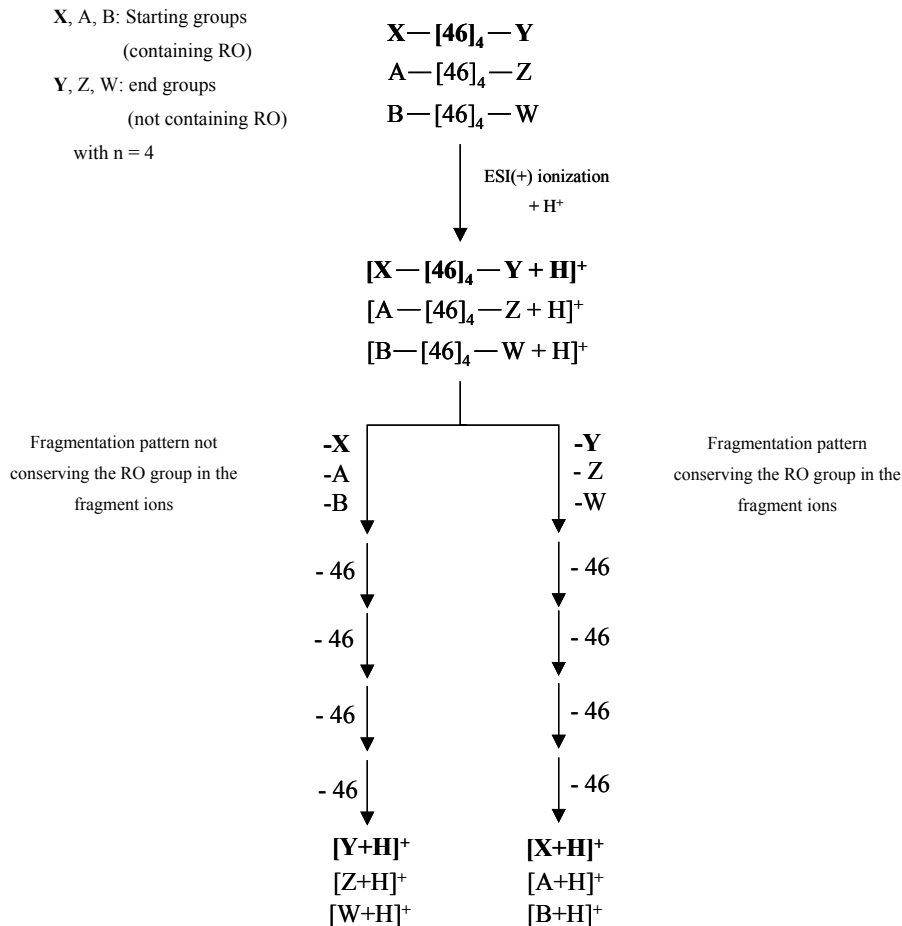 X, A, B: Starting groups
(containing RO)
Y, Z, W: end groups
(not containing RO)
with n = 4
X — [46]₄ — Y
A — [46]₄ — Z
B — [46]₄ — W
ESI(+) ionization
+ H⁺
[X — [46]₄ — Y + H]⁺
[A — [46]₄ — Z + H]⁺
[B — [46]₄ — W + H]⁺
Fragmentation pattern not
conserving the RO group in the
fragment ions
-X
-A
-B
- 46
- 46
- 46
- 46
[Y+H]⁺
[Z+H]⁺
[W+H]⁺
-Y
- Z
-W
- 46
- 46
- 46
- 46
[X+H]⁺
[A+H]⁺
[B+H]⁺
Fragmentation pattern
conserving the RO group in the
fragment ions